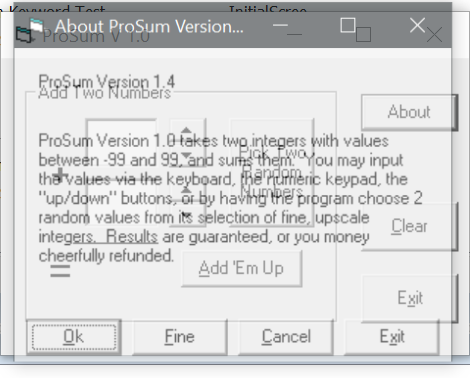 Keyword Test
InitialScree
About ProSum Version...
ProSum V 1.0
ProSum Version 1.4
Add Two Numbers
About
ProSum Version 1.0 takes two integers with values
between -99 and 99, and sums them. You may input
the values via the keyboard, the numeric keypad, the
"up/down" buttons, or by having the program choose 2
random values from its selection of fine, upscale
integers. Results are guaranteed, or you money
cheerfully refunded.
Pick Two
Random
Numbers
+
Clear
=
Add 'Em Up
Exit
Ok
Fine
Cancel
Exit